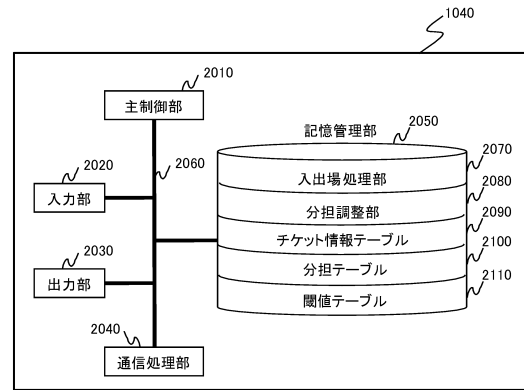 1040
2010
主制御部
2020
入力部
2060
2030
出力部
2040
通信処理部
記憶管理部
2050
2070
入出場処理部
2080
分担調整部
2090
チケット情報テーブル
2100
分担テーブル
2110
閾値テーブル